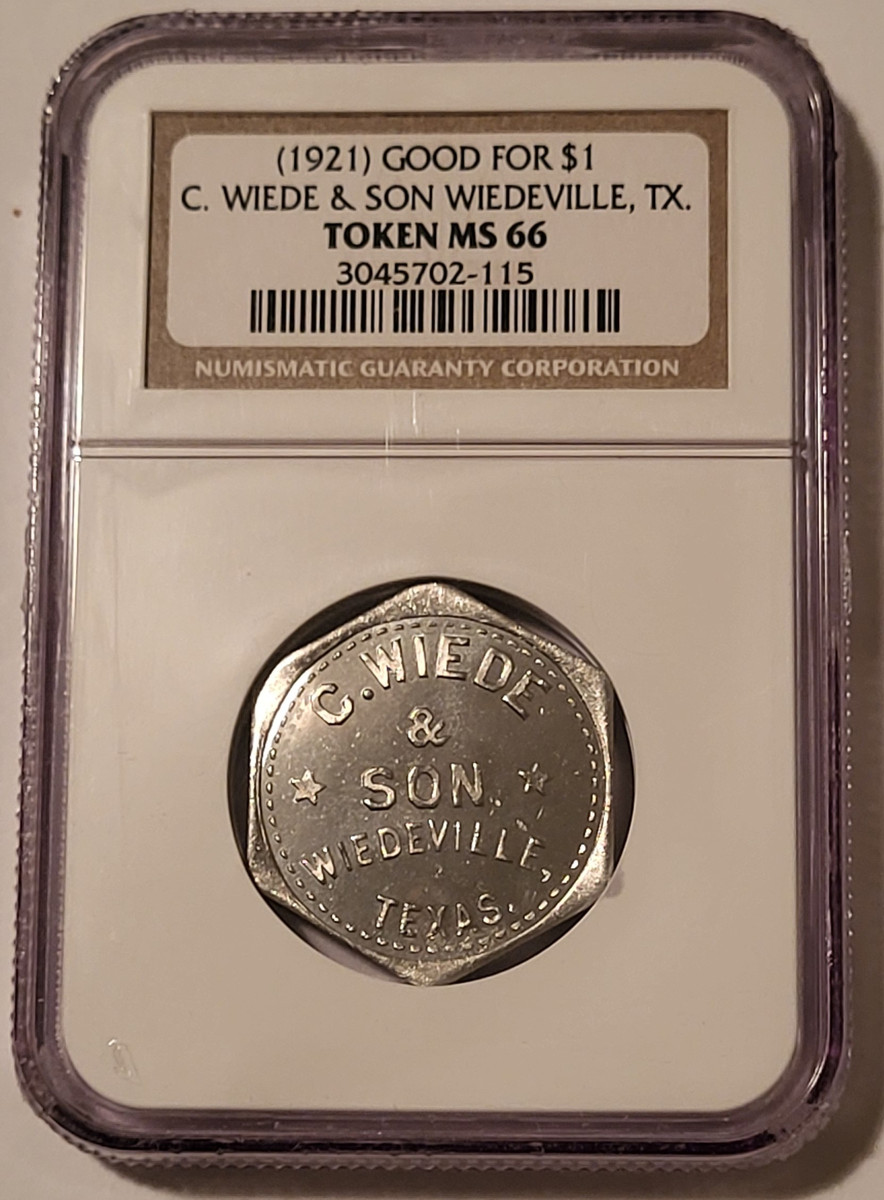 (1921) GOOD FOR $1
C. WIEDE & SON WIEDEVILLE, TX.
TOKEN MS 66
3045702-115
NUMISMATIC GUARANTY CORPORATION
C. WIEDE
&
SON.
WIEDEVILLE,
TEXAS.